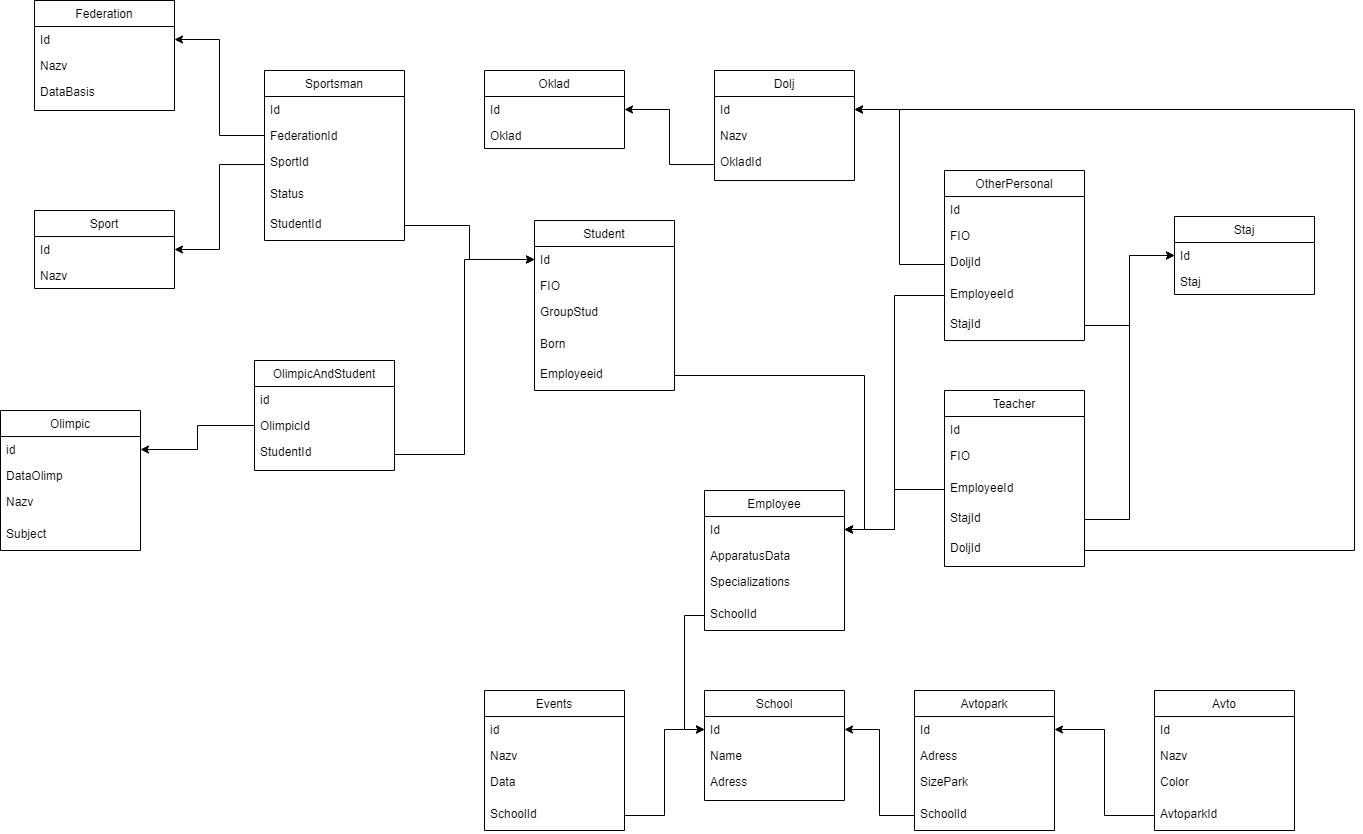 Federation
Id
Nazv
DataBasis
Sportsman
Id
FederationId
SportId
Status
StudentId
Sport
Id
Nazv
Oklad
Id
Oklad
Dolj
Id
Nazv
OkladId
OtherPersonal
Id
FIO
DoljId
EmployeeId
StajId
Staj
Id
Staj
Student
Id
FIO
GroupStud
Born
Employeeid
OlimpicAndStudent
id
OlimpicId
StudentId
Olimpic
id
DataOlimp
Nazv
Subject
Teacher
Id
FIO
EmployeeId
StajId
DoljId
Employee
Id
ApparatusData
Specializations
SchoolId
Events
id
Nazv
Data
SchoolId
School
Id
Name
Adress
Avtopark
Id
Adress
SizePark
SchoolId
Avto
Id
Nazv
Color
AvtoparkId